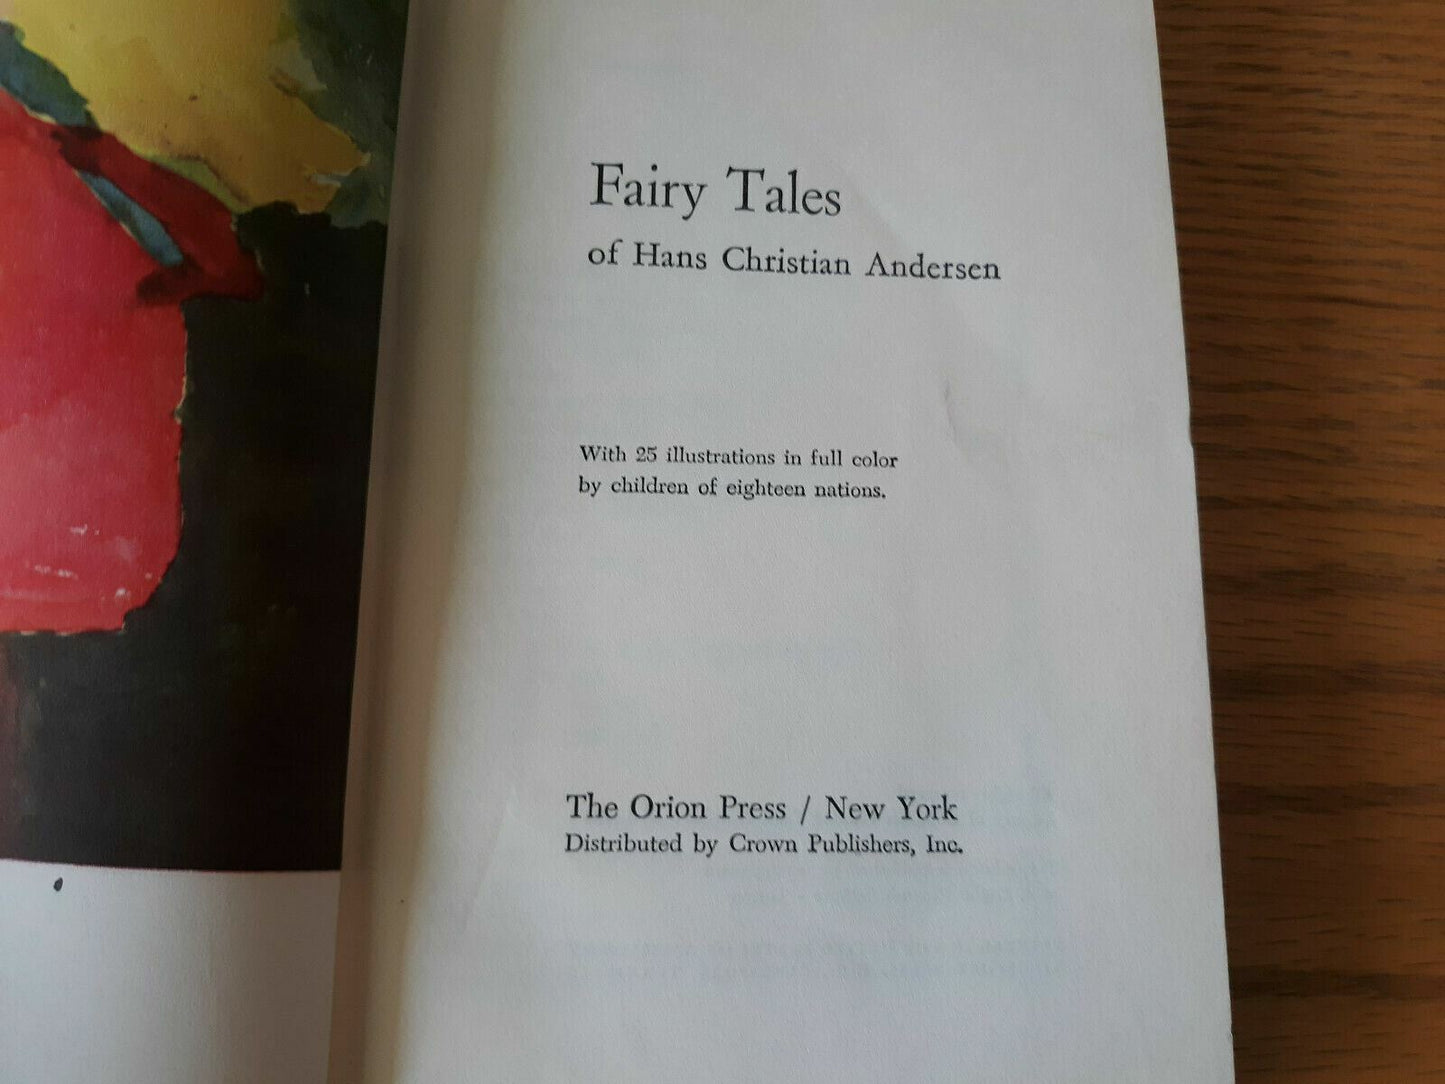 Fairy Tales
of Hans Christian Andersen
With 25 illustrations in full color
by children of eighteen nations.
The Orion Press / New York
Distributed by Crown Publishers, Inc.